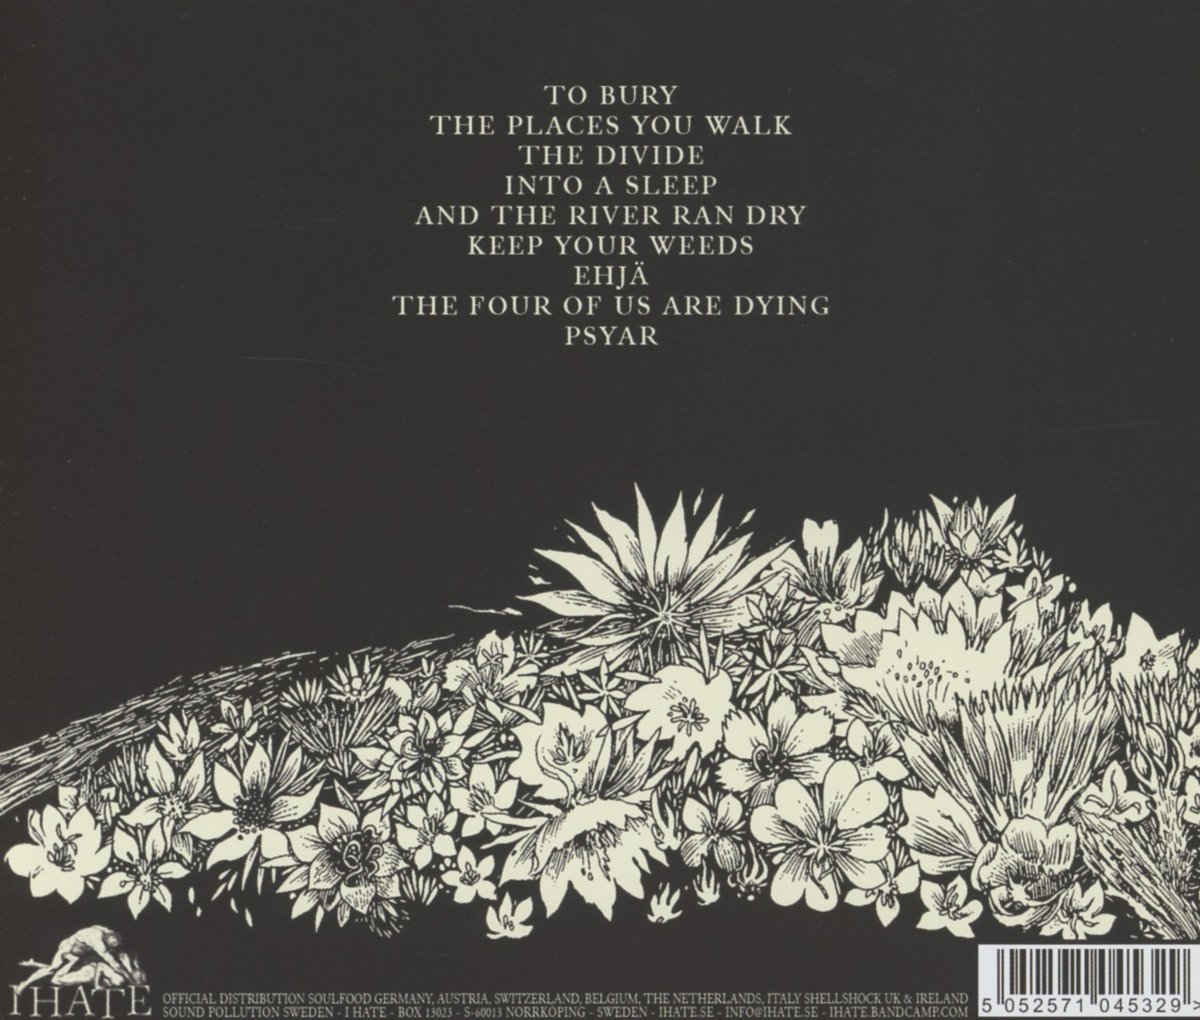 TO BURY
THE PLACES YOU WALK
THE DIVIDE
INTO A SLEEP
AND THE RIVER RAN DRY
KEEP YOUR WEEDS
EHJÄ
THE FOUR OF US ARE DYING
PSYAR
I HATE
OFFICIAL DISTRIBUTION SOULFOOD GERMANY, AUSTRIA, SWITZERLAND, BELGIUM, THE NETHERLANDS, ITALY SHELLSHOCK UK & IRELAND
SOUND POLLUTION SWEDEN - I HATE - BOX 13023 - S-60013 NORRKÖPING - SWEDEN - IHATE.SE - INFO@IHATE.SE - IHATE.BANDCAMP.COM
5 052571 045329 >